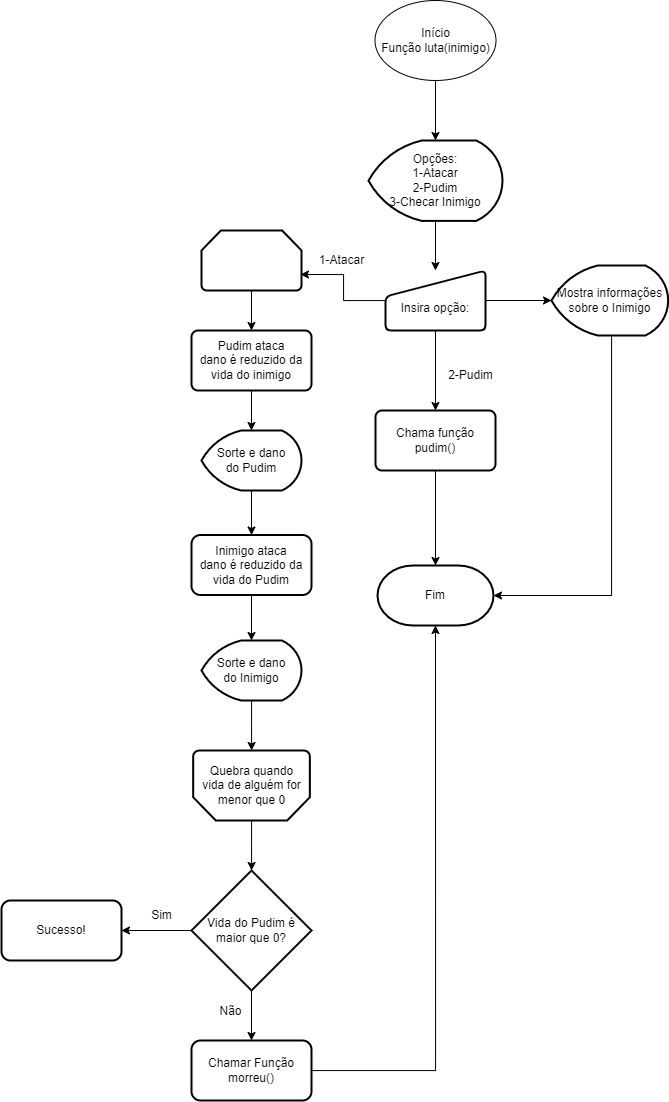 Início
Função luta(inimigo)
Opções:
1-Atacar
2-Pudim
3-Checar Inimigo
1-Atacar
Insira opção:
Mostra informações
sobre o Inimigo
Pudim ataca
dano é reduzido da
vida do inimigo
2-Pudim
Chama função
pudim()
Sorte e dano
do Pudim
Inimigo ataca
dano é reduzido da
vida do Pudim
Fim
Sorte e dano
do Inimigo
Quebra quando
vida de alguém for
menor que 0
Vida do Pudim é
maior que 0?
Sim
Sucesso!
Não
Chamar Função
morreu()